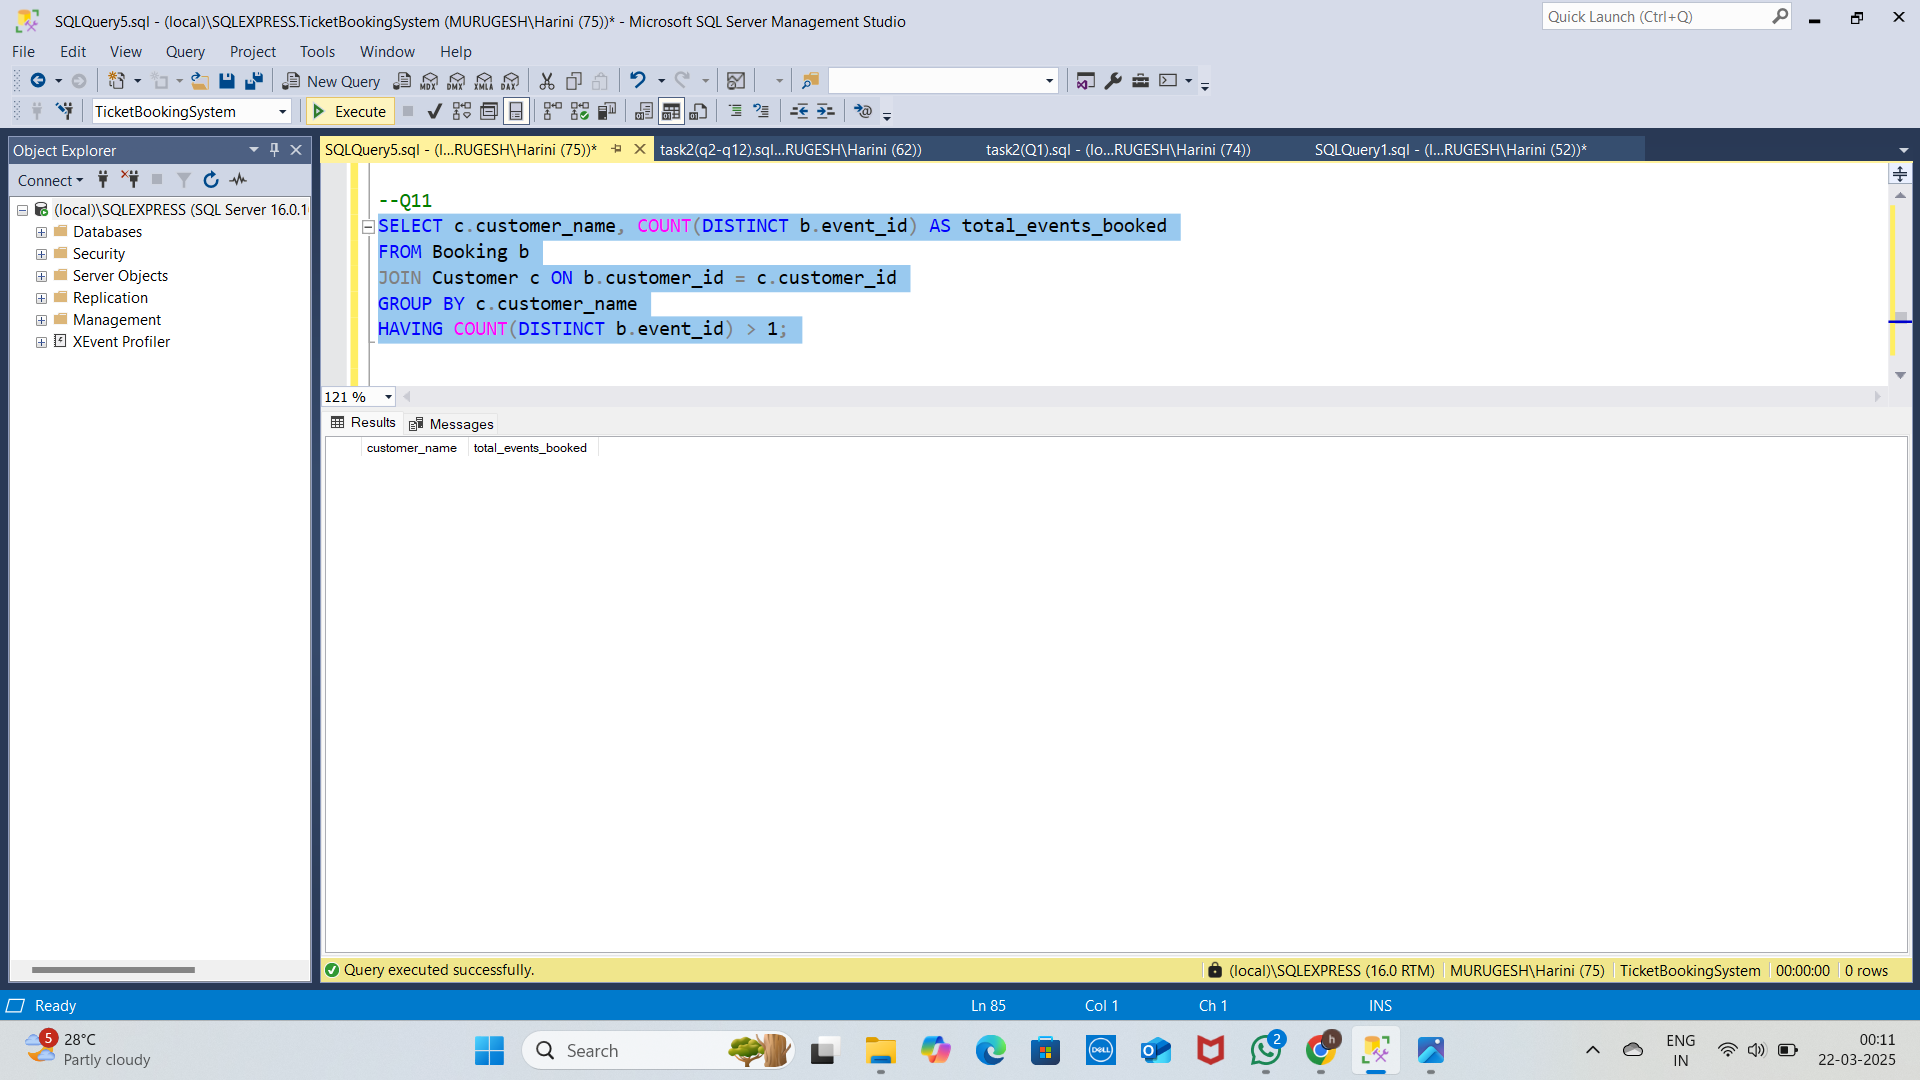 SQLQuery5.sql - (local)\SQLEXPRESS.TicketBookingSystem (MURUGESH\Harini (75))* - Microsoft SQL Server Management Studio
Quick Launch (Ctrl+Q)
File Edit View Query Project Tools Window Help
New Query
MDX DMX XMLA DAX
TicketBookingSystem
Execute
Object Explorer
SQLQuery5.sql - (l...RUGESH\Harini (75))*
task2(q2-q12).sql...RUGESH\Harini (62))
task2(Q1).sql - (lo...RUGESH\Harini (74))
SQLQuery1.sql - (l...RUGESH\Harini (52))*
Connect
(local)\SQLEXPRESS (SQL Server 16.0.1
Databases
Security
Server Objects
Replication
Management
XEvent Profiler
--Q11
SELECT c.customer_name, COUNT(DISTINCT b.event_id) AS total_events_booked
FROM Booking b
JOIN Customer c ON b.customer_id = c.customer_id
GROUP BY c.customer_name
HAVING COUNT(DISTINCT b.event_id) > 1;
121 %
Results Messages
customer_name total_events_booked
Query executed successfully.
(local)\SQLEXPRESS (16.0 RTM) MURUGESH\Harini (75) TicketBookingSystem 00:00:00 0 rows
Ready
Ln 85 Col 1 Ch 1 INS
5
28°C
Partly cloudy
Search
DELL
2
h
ENG
IN
00:11
22-03-2025